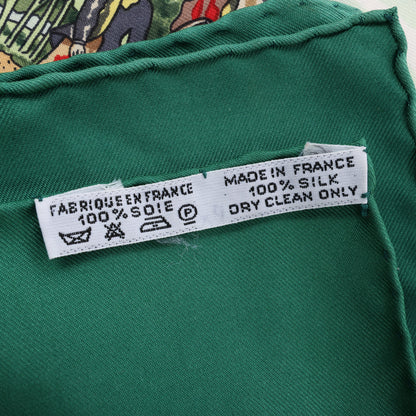 FABRIQUE EN FRANCE
100% SOIE
P
MADE IN FRANCE
100% SILK
DRY CLEAN ONLY